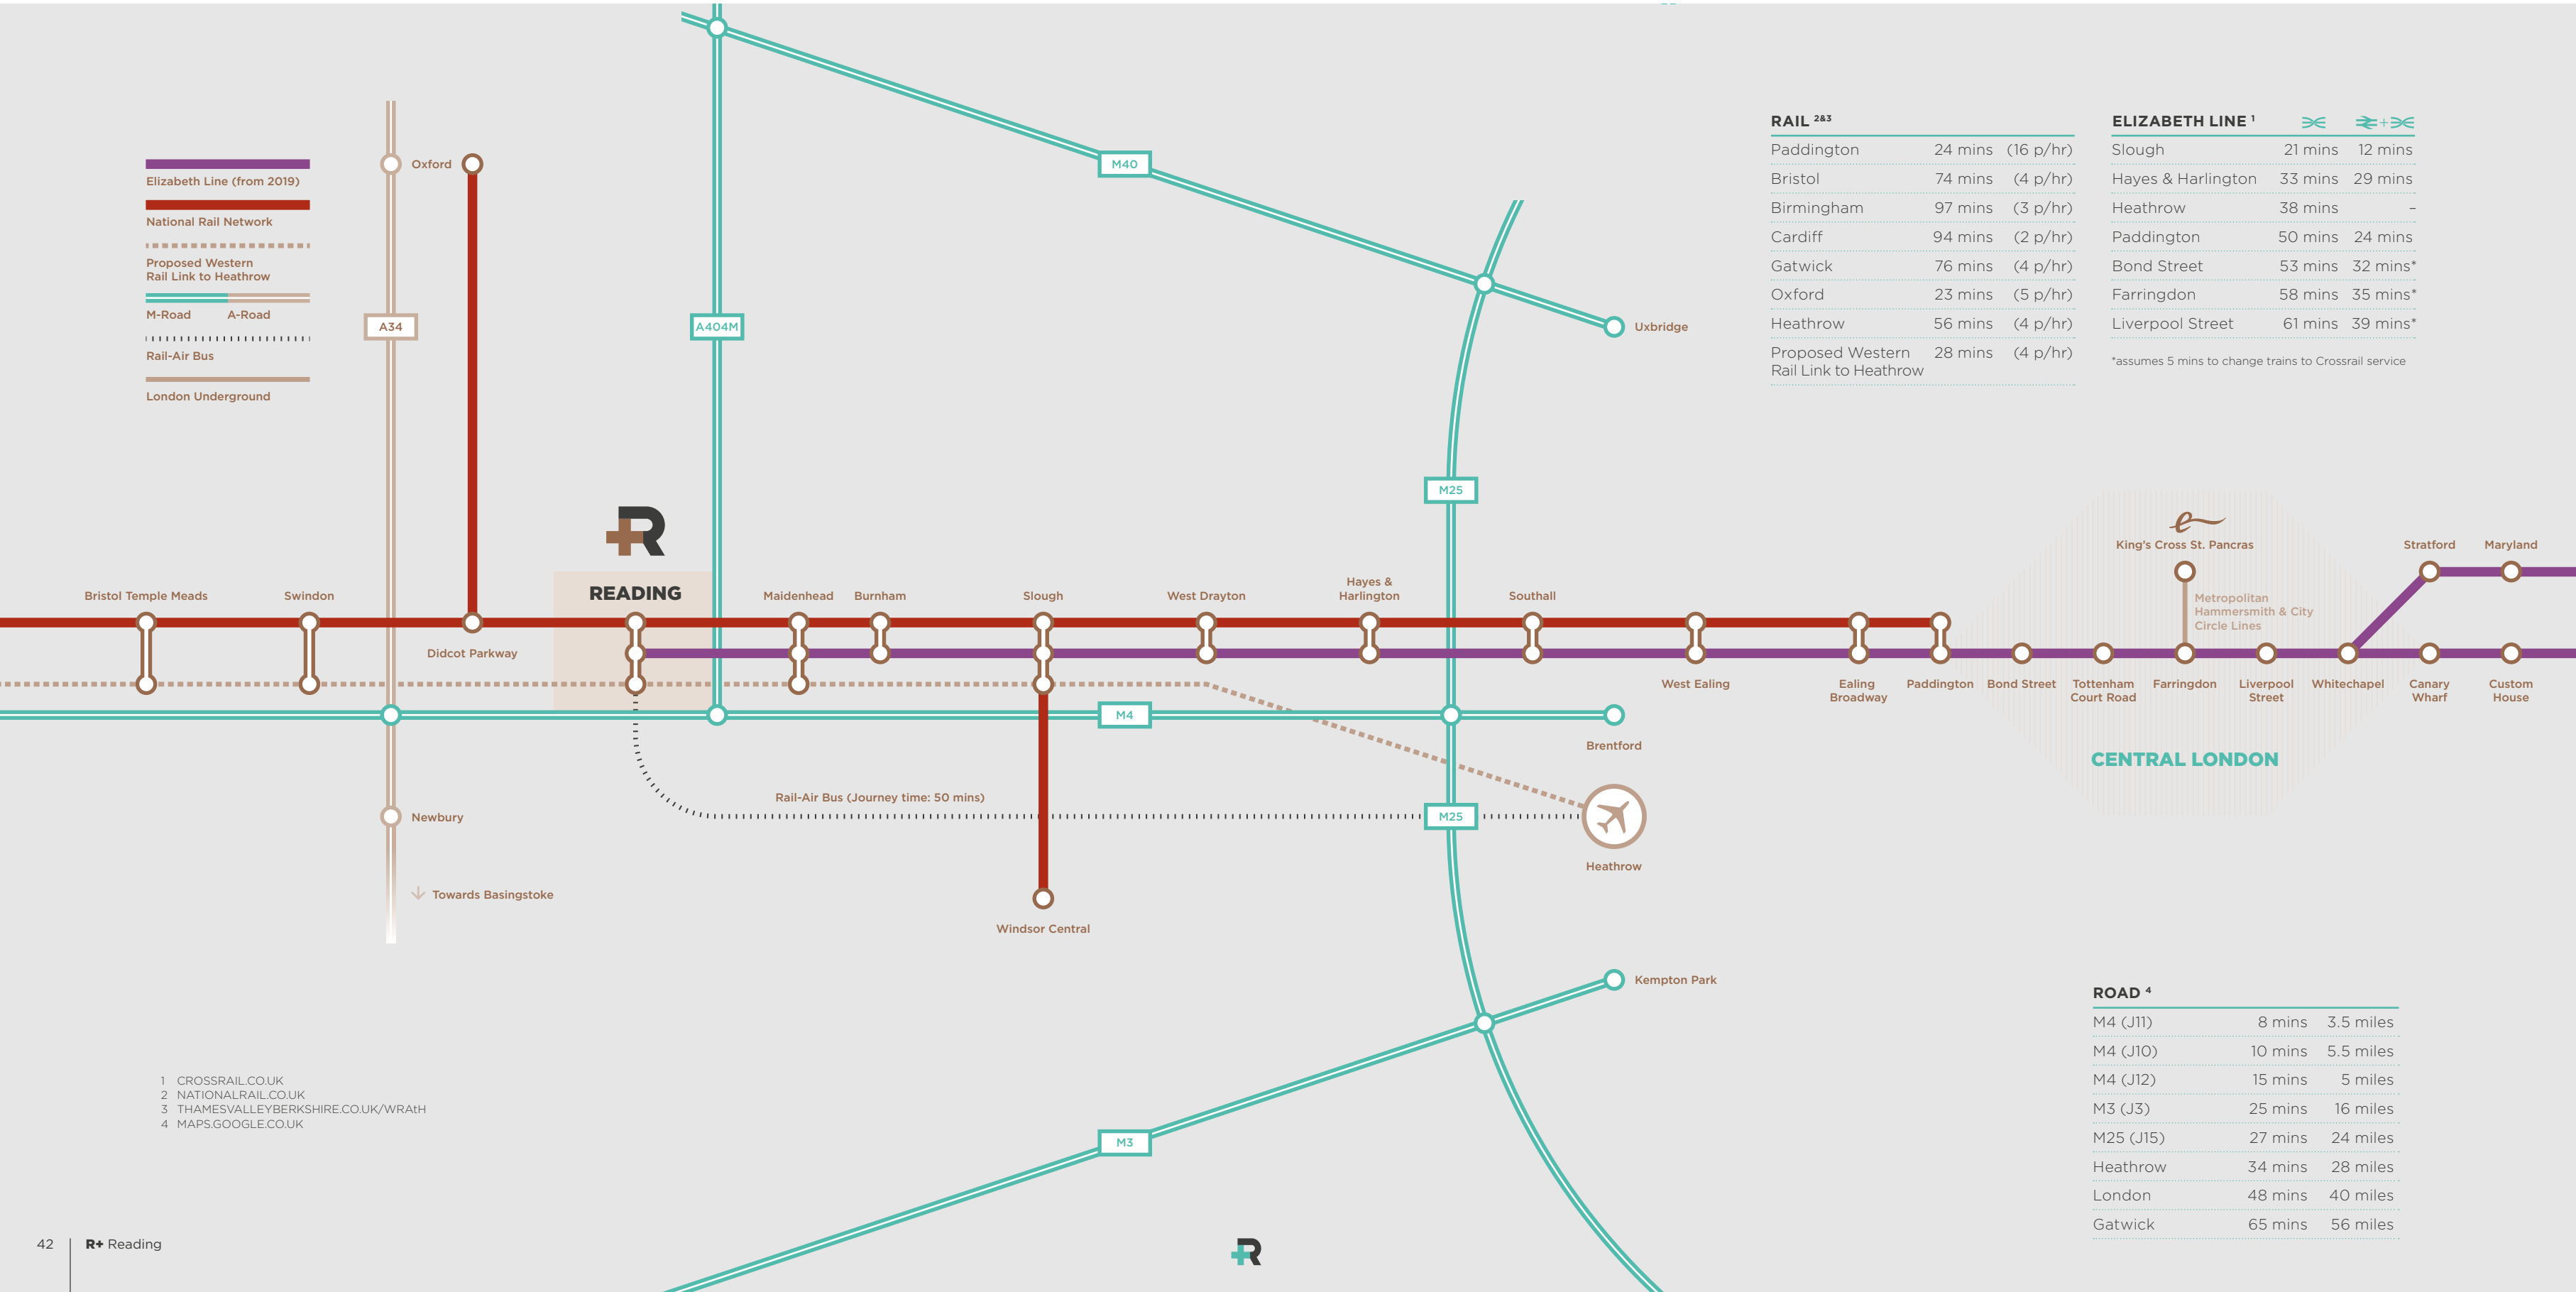 Elizabeth Line (from 2019)
National Rail Network
Proposed Western
Rail Link to Heathrow
M-Road A-Road
Rail-Air Bus
London Underground
Oxford
A34
A404M
M40
Uxbridge
M25
RAIL 2&3
Paddington 24 mins (16 p/hr)
Bristol 74 mins (4 p/hr)
Birmingham 97 mins (3 p/hr)
Cardiff 94 mins (2 p/hr)
Gatwick 76 mins (4 p/hr)
Oxford 23 mins (5 p/hr)
Heathrow 56 mins (4 p/hr)
Proposed Western 28 mins (4 p/hr)
Rail Link to Heathrow
ELIZABETH LINE 1 +
Slough 21 mins 12 mins
Hayes & Harlington 33 mins 29 mins
Heathrow 38 mins –
Paddington 50 mins 24 mins
Bond Street 53 mins 32 mins*
Farringdon 58 mins 35 mins*
Liverpool Street 61 mins 39 mins*
*assumes 5 mins to change trains to Crossrail service
R
READING
Bristol Temple Meads
Swindon
Didcot Parkway
Maidenhead
Burnham
Slough
West Drayton
Hayes &
Harlington
Southall
West Ealing
Ealing
Broadway
Paddington
Bond Street
Tottenham
Court Road
Farringdon
Liverpool
Street
Whitechapel
Canary
Wharf
Custom
House
e
King's Cross St. Pancras
Metropolitan
Hammersmith & City
Circle Lines
Stratford
Maryland
CENTRAL LONDON
M4
Brentford
Rail-Air Bus (Journey time: 50 mins)
M25
Heathrow
Newbury
Towards Basingstoke
Windsor Central
Kempton Park
M3
ROAD 4
M4 (J11) 8 mins 3.5 miles
M4 (J10) 10 mins 5.5 miles
M4 (J12) 15 mins 5 miles
M3 (J3) 25 mins 16 miles
M25 (J15) 27 mins 24 miles
Heathrow 34 mins 28 miles
London 48 mins 40 miles
Gatwick 65 mins 56 miles
1 CROSSRAIL.CO.UK
2 NATIONALRAIL.CO.UK
3 THAMESVALLEYBERKSHIRE.CO.UK/WRAtH
4 MAPS.GOOGLE.CO.UK
42 R+ Reading
R